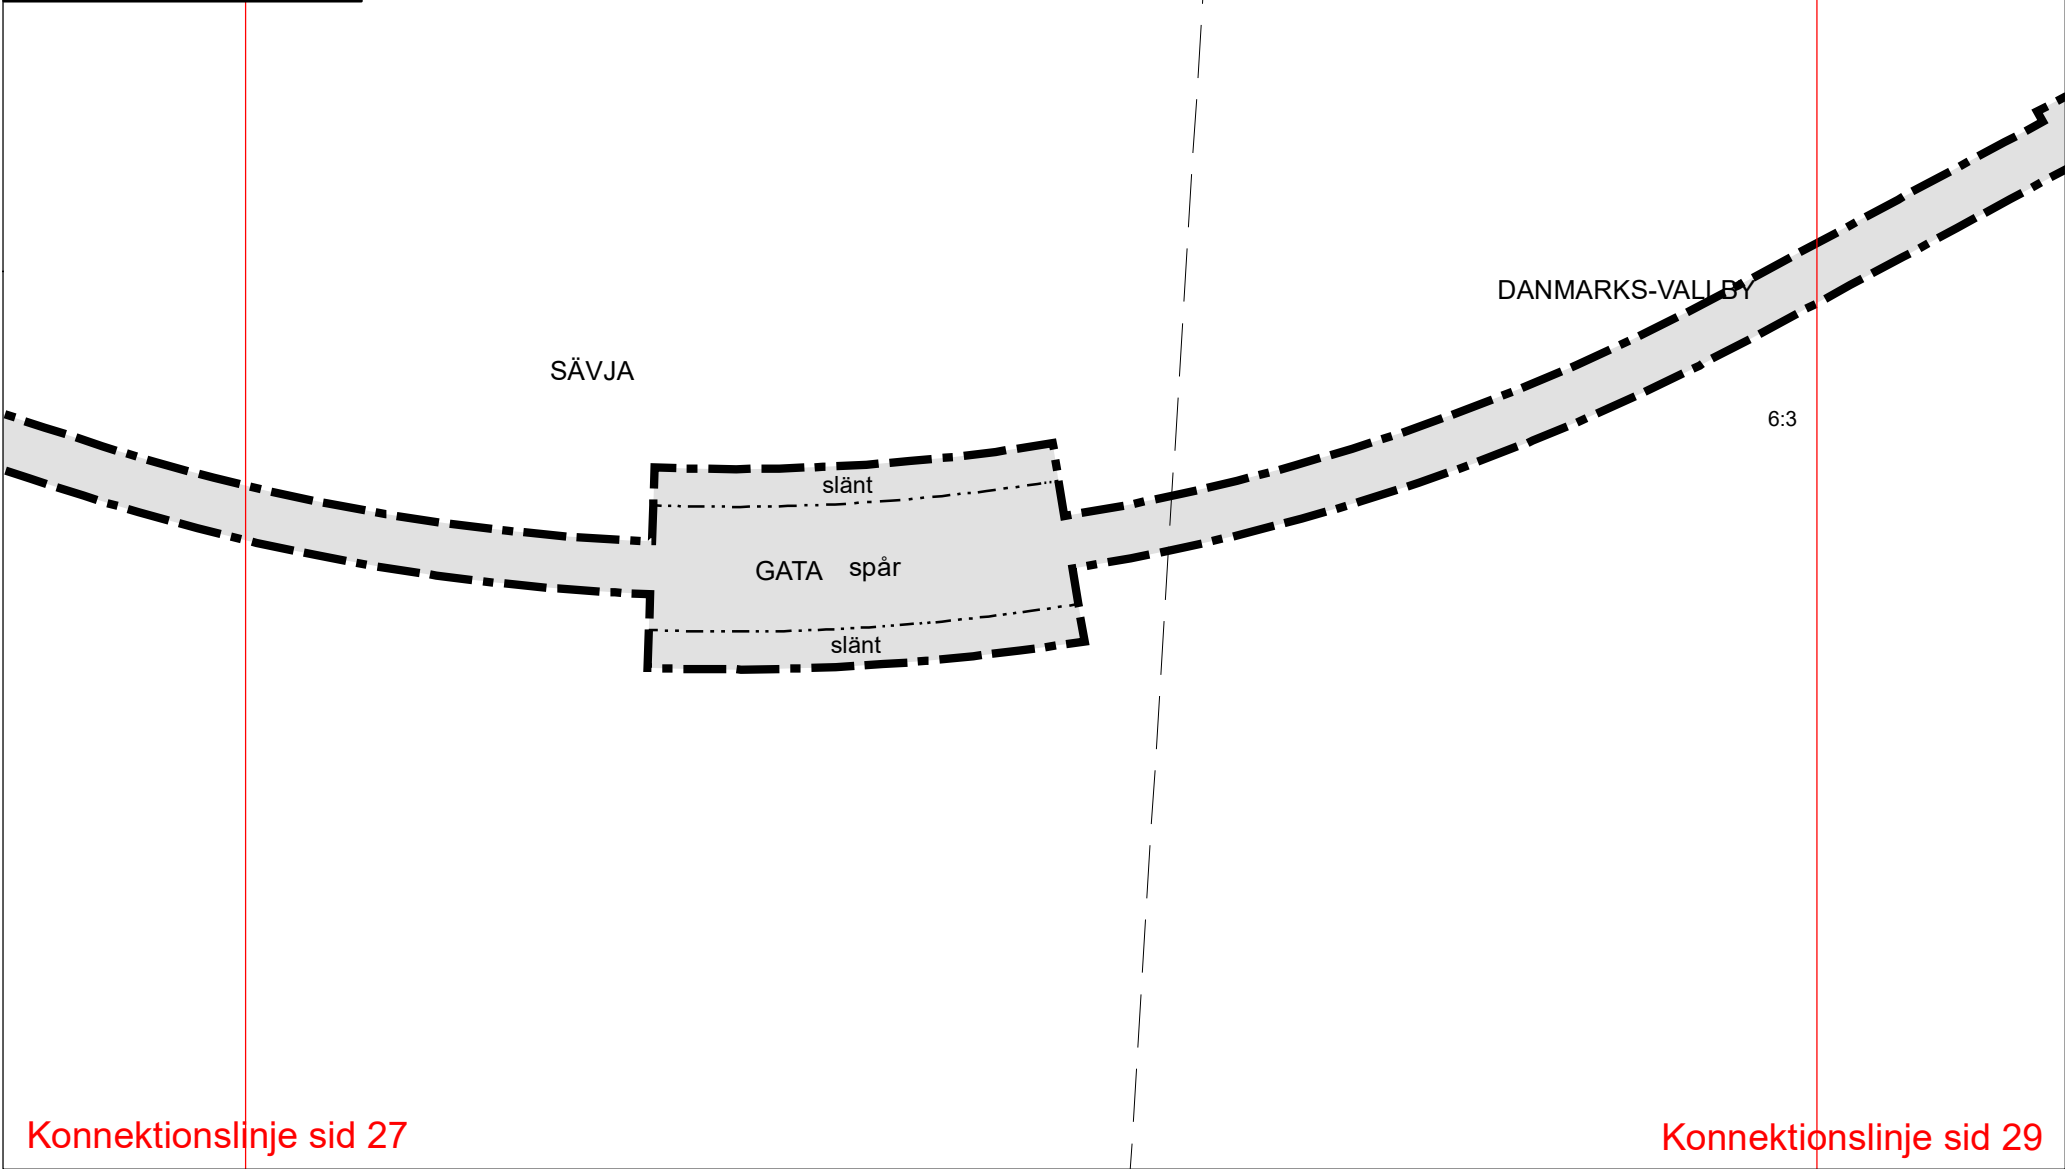 DANMARKS-VALLBY
SÄVJA
6:3
slänt
GATA spår
slänt
Konnektionslinje sid 27
Konnektionslinje sid 29